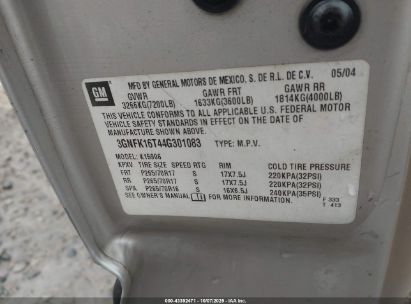 MFD BY GENERAL MOTORS DE MEXICO, S. DE R.L. DE C.V. 05/04
GM
GVWR GAWR FRT GAWR RR
3266KG(7200LB) 1633KG(3600LB) 1814KG(4000LB)
THIS VEHICLE CONFORMS TO ALL APPLICABLE U.S. FEDERAL MOTOR
VEHICLE SAFETY STANDARDS IN EFFECT ON THE DATE OF
MANUFACTURE SHOWN ABOVE.
3GNFK16T44G301083 TYPE: M.P.V.
MODEL: K15906
KPX TIRE SIZE SPEED RTG RIM COLD TIRE PRESSURE
FRT P265/70R17 S 17X7.5J 220KPA(32PSI)
RR P265/70R17 S 17X7.5J 220KPA(32PSI)
SPA P265/70R16 S 16X6.5J 240KPA(35PSI)
SEE OWNER'S MANUAL FOR MORE INFORMATION.
F 333
T 413